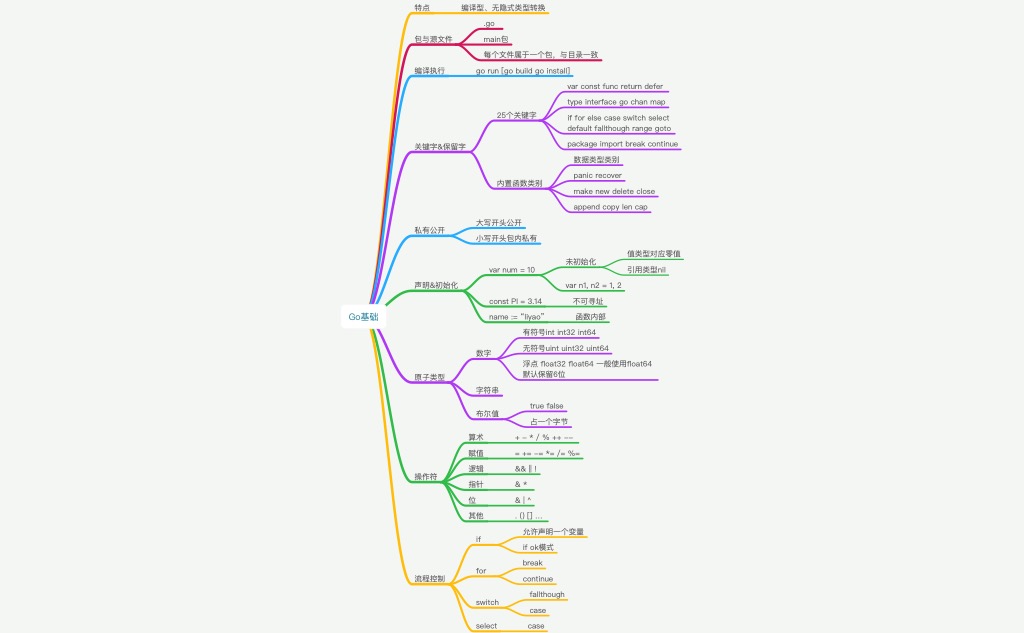 Go基础
特点
编译型、无隐式类型转换
包与源文件
.go
main包
每个文件属于一个包，与目录一致
编译执行
go run [go build go install]
关键字&保留字
25个关键字
var const func return defer
type interface go chan map
if for else case switch select
default fallthough range goto
package import break continue
内置函数类别
数据类型类别
panic recover
make new delete close
append copy len cap
私有公开
大写开头公开
小写开头包内私有
声明&初始化
var num = 10
未初始化
值类型对应零值
引用类型nil
var n1, n2 = 1, 2
const PI = 3.14
不可寻址
name := “liyao”
函数内部
原子类型
数字
有符号int int32 int64
无符号uint uint32 uint64
浮点 float32 float64 一般使用float64
默认保留6位
字符串
布尔值
true false
占一个字节
操作符
算术
+ - * / % ++ --
赋值
= += -= *= /= %=
逻辑
&& || !
指针
& *
位
& | ^
其他
. () [] ...
流程控制
if
允许声明一个变量
if ok模式
for
break
continue
switch
fallthough
case
select
case